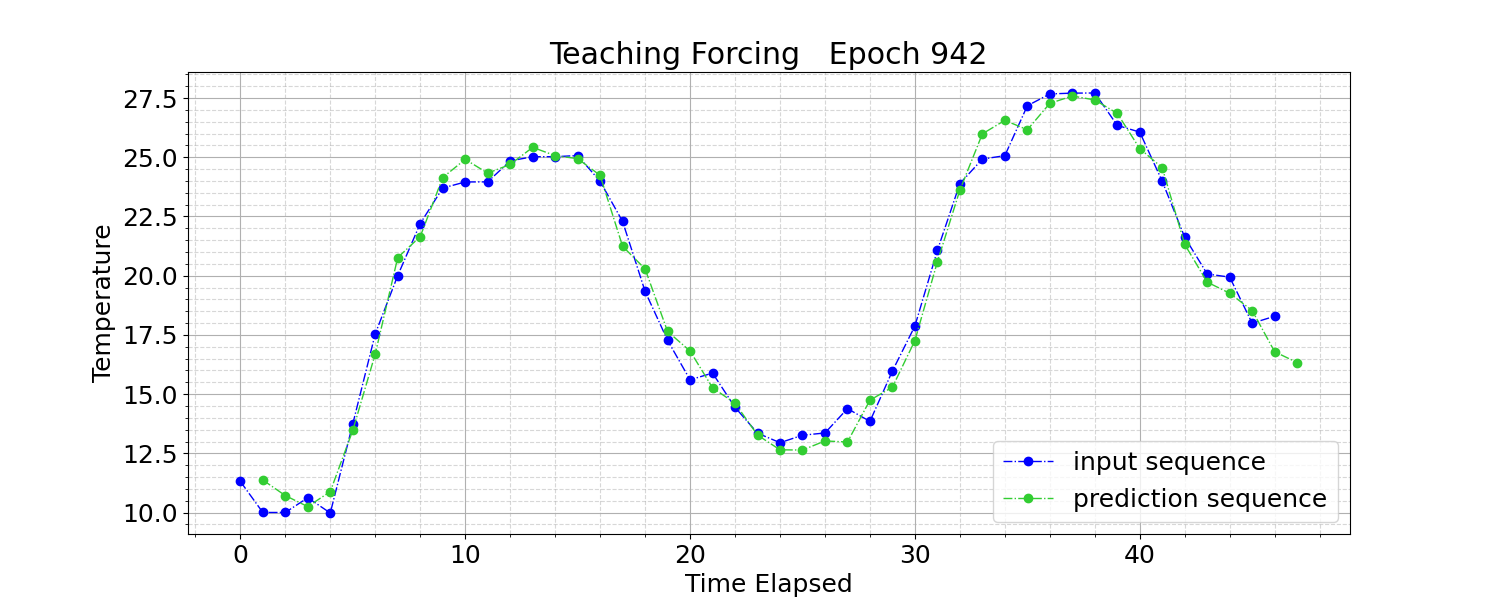 Teaching Forcing   Epoch 942
27.5
25.0
22.5
20.0
17.5
15.0
12.5
10.0
Temperature
input sequence
prediction sequence
0 10 20 30 40
Time Elapsed